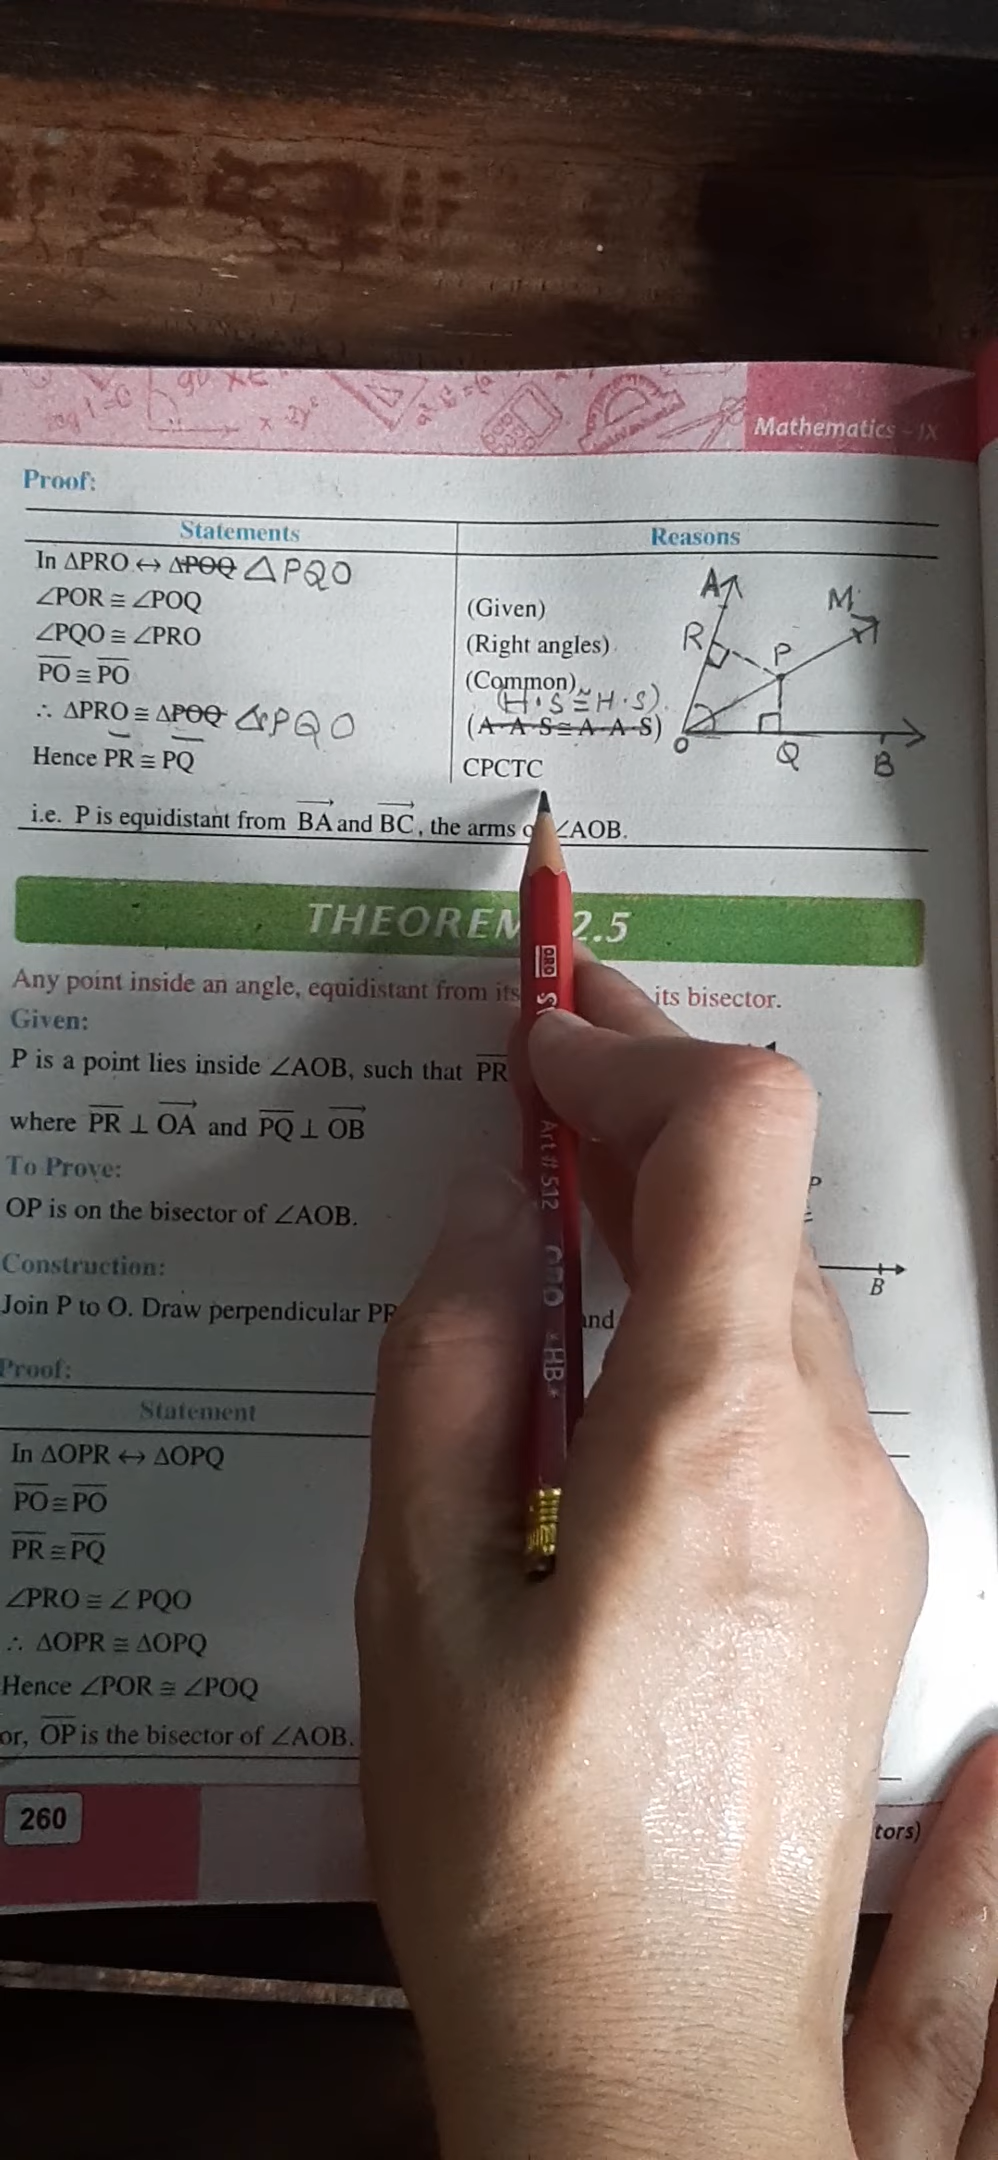 Mathematics - IX
Proof:
Statements Reasons
In ΔPRO ↔ ΔPOQ ΔPQO
∠POR ≅ ∠POQ (Given)
∠PQO ≅ ∠PRO (Right angles)
PO ≅ PO (Common)
(H·S ≅ H·S)
∴ ΔPRO ≅ ΔPOQ ΔPQO (A-A-S ≅ A-A-S)
Hence PR ≅ PQ CPCTC
A
M
R
P
O
Q
B
i.e. P is equidistant from BA and BC, the arms ∠AOB.
THEOREM 2.5
Any point inside an angle, equidistant from its its bisector.
Given:
P is a point lies inside ∠AOB, such that PR
where PR ⊥ OA and PQ ⊥ OB
To Prove:
P
OP is on the bisector of ∠AOB.
Construction:
B
Join P to O. Draw perpendicular PR and
Proof:
Statement
In ΔOPR ↔ ΔOPQ
PO ≅ PO
PR ≅ PQ
∠PRO ≅ ∠ PQO
∴ ΔOPR ≅ ΔOPQ
Hence ∠POR ≅ ∠POQ
or, OP is the bisector of ∠AOB.
260
tors)
ORO
Art # 512
ORO
*HB*